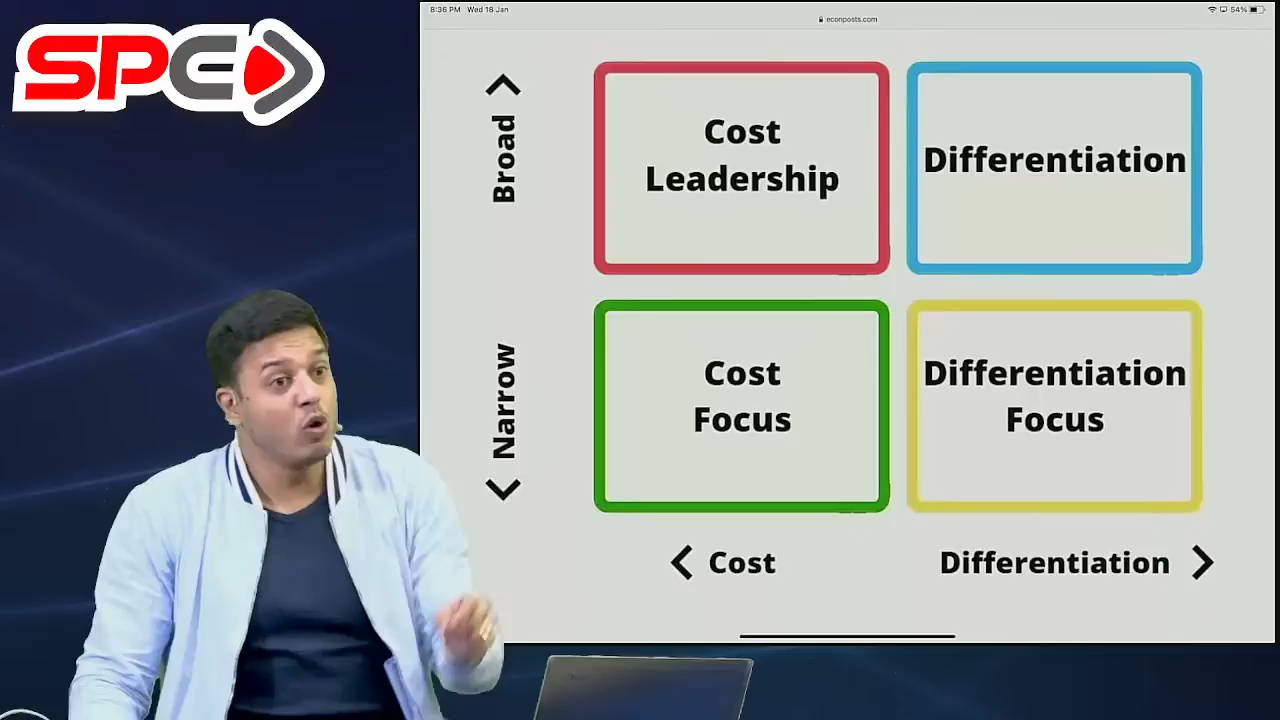 SPE
8:36 PM Wed 18 Jan
econposts.com
54%
Broad
Cost
Leadership
Differentiation
Narrow
Cost
Focus
Differentiation
Focus
Cost
Differentiation